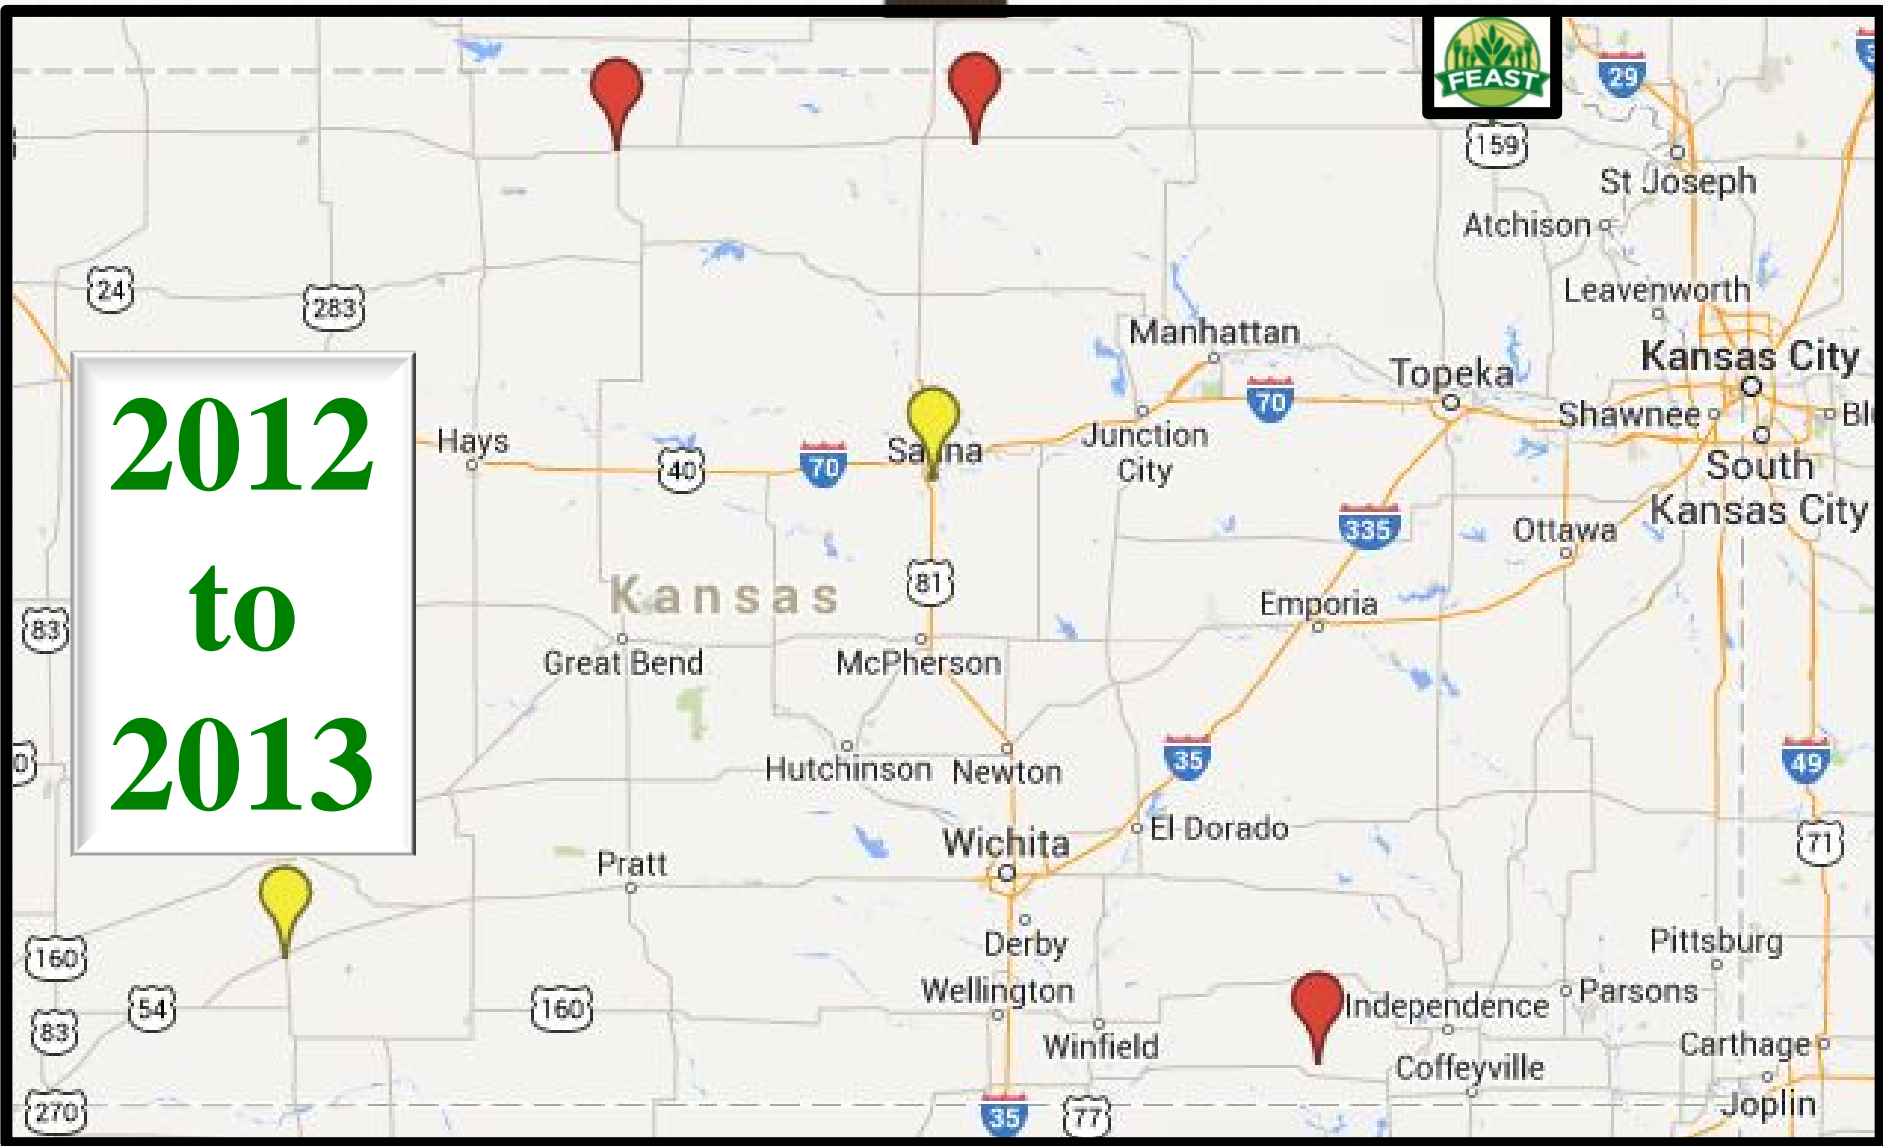 FEAST
29
159
St Joseph
Atchison
24
283
Leavenworth
Manhattan
Kansas City
Topeka
70
Shawnee
2012
to
2013
Hays
40
70
Junction
City
South
Kansas City
335
Ottawa
81
Kansas
Emporia
83
Great Bend
McPherson
Hutchinson
Newton
35
49
El Dorado
Wichita
71
Pratt
Derby
160
Pittsburg
54
160
Wellington
Independence
Parsons
83
Winfield
Carthage
Coffeyville
270
35
77
Joplin